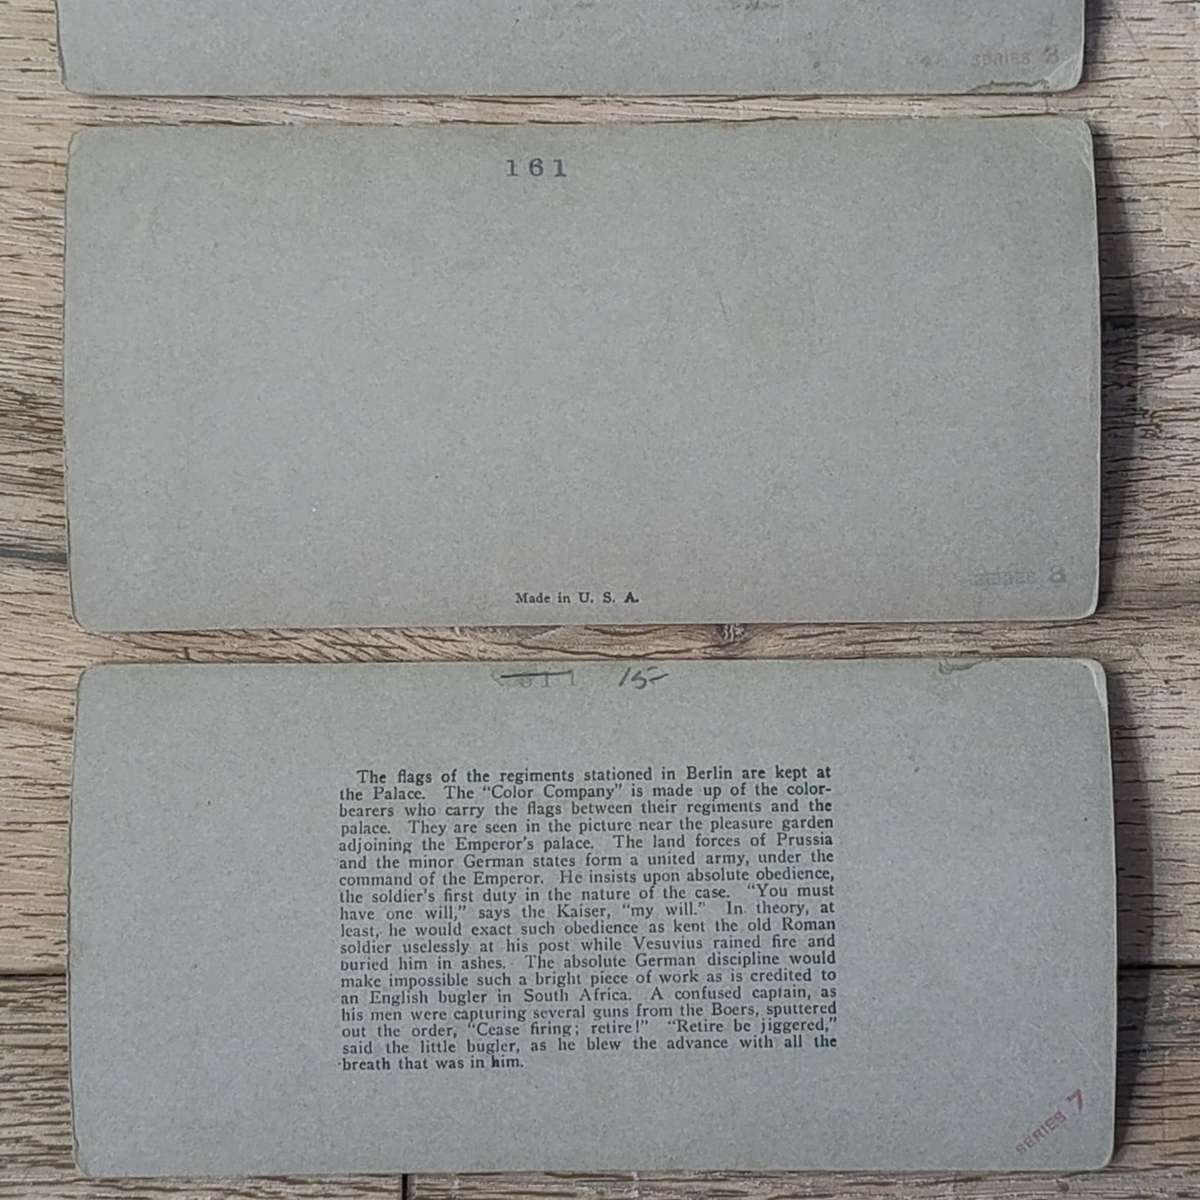 SERIES 8
161
Made in U. S. A.
SERIES 8
15-
The flags of the regiments stationed in Berlin are kept at
the Palace. The "Color Company" is made up of the color-
bearers who carry the flags between their regiments and the
palace. They are seen in the picture near the pleasure garden
adjoining the Emperor's palace. The land forces of Prussia
and the minor German states form a united army, under the
command of the Emperor. He insists upon absolute obedience,
the soldier's first duty in the nature of the case. "You must
have one will," says the Kaiser, "my will." In theory, at
least, he would exact such obedience as kept the old Roman
soldier uselessly at his post while Vesuvius rained fire and
buried him in ashes. The absolute German discipline would
make impossible such a bright piece of work as is credited to
an English bugler in South Africa. A confused captain, as
his men were capturing several guns from the Boers, sputtered
out the order, "Cease firing; retire!" "Retire be jiggered,"
said the little bugler, as he blew the advance with all the
breath that was in him.
SERIES 7